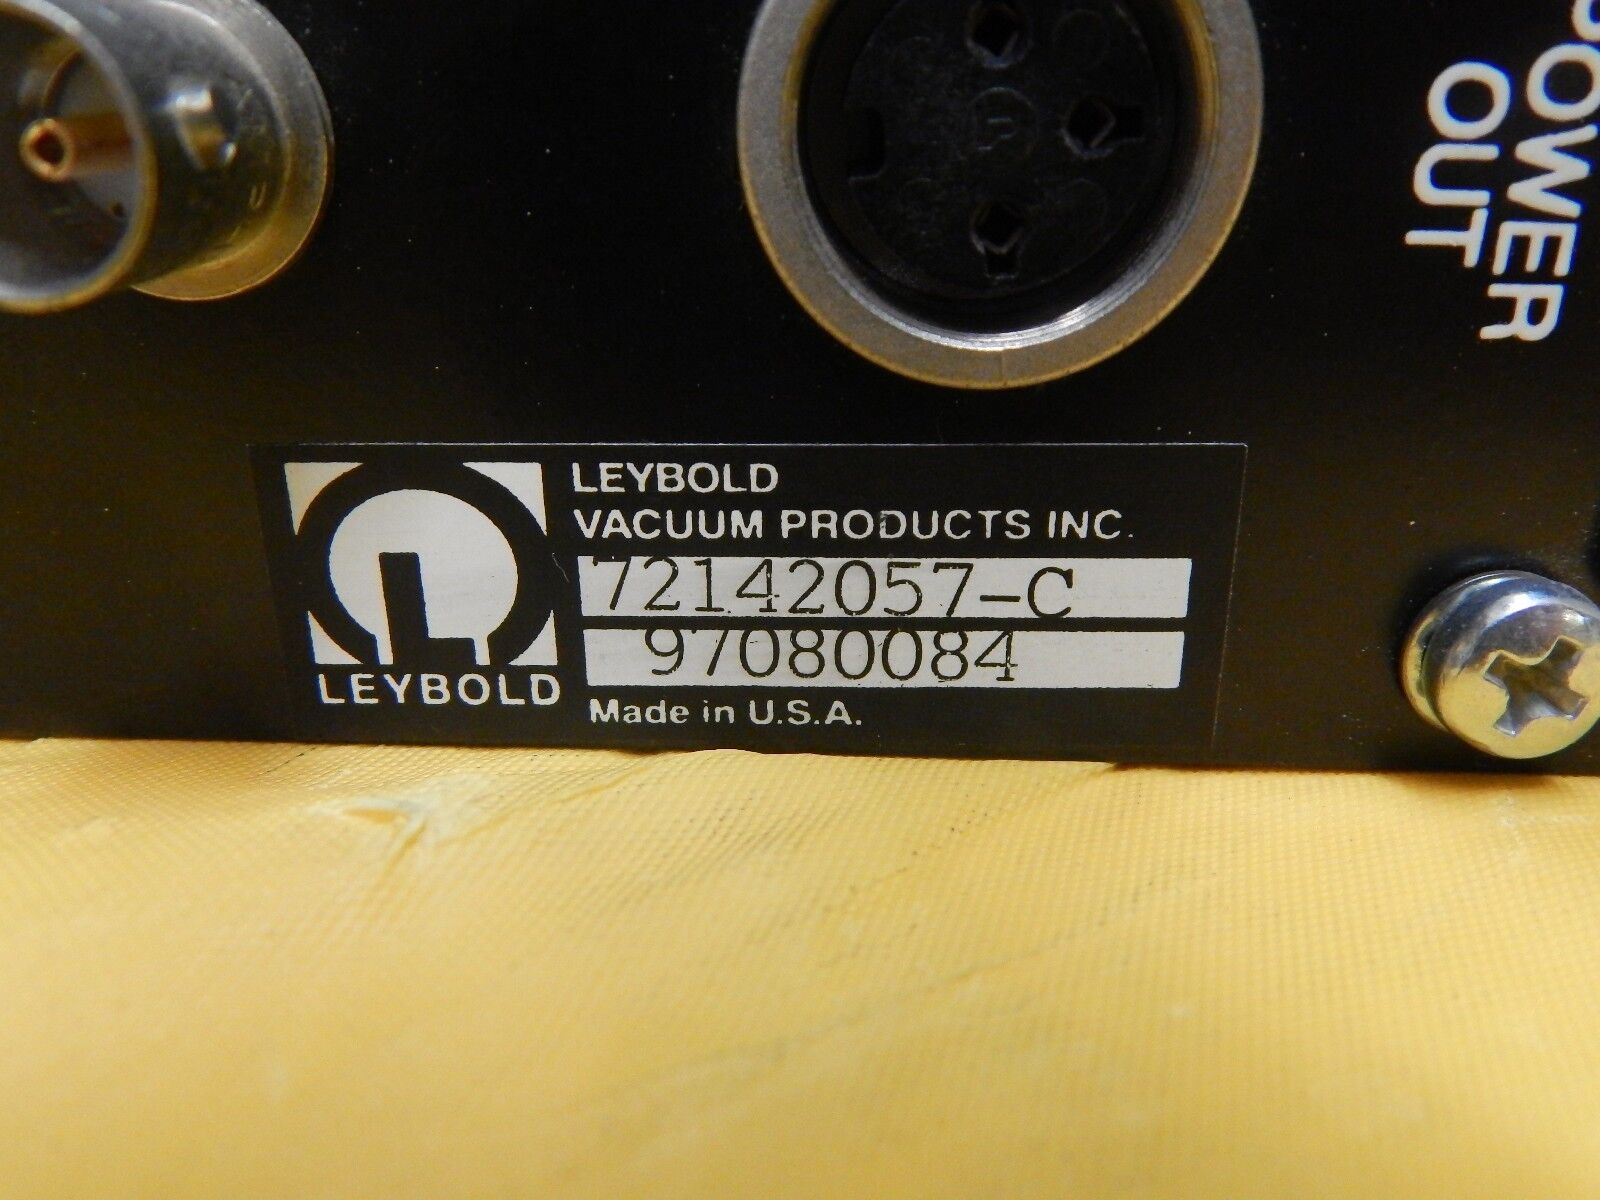 POWER
OUT
LEYBOLD
VACUUM PRODUCTS INC.
72142057-C
97080084
Made in U.S.A.
LEYBOLD